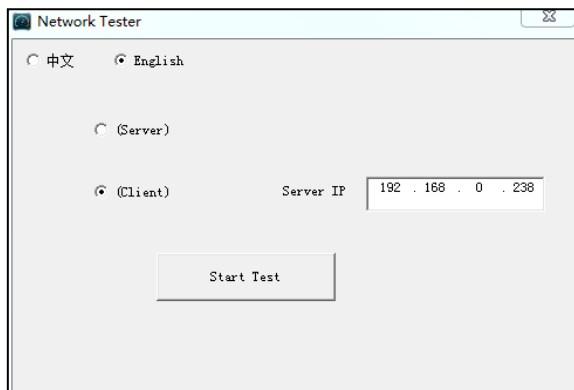 Network Tester
中文 English
(Server)
(Client) Server IP 192 . 168 . 0 . 238
Start Test